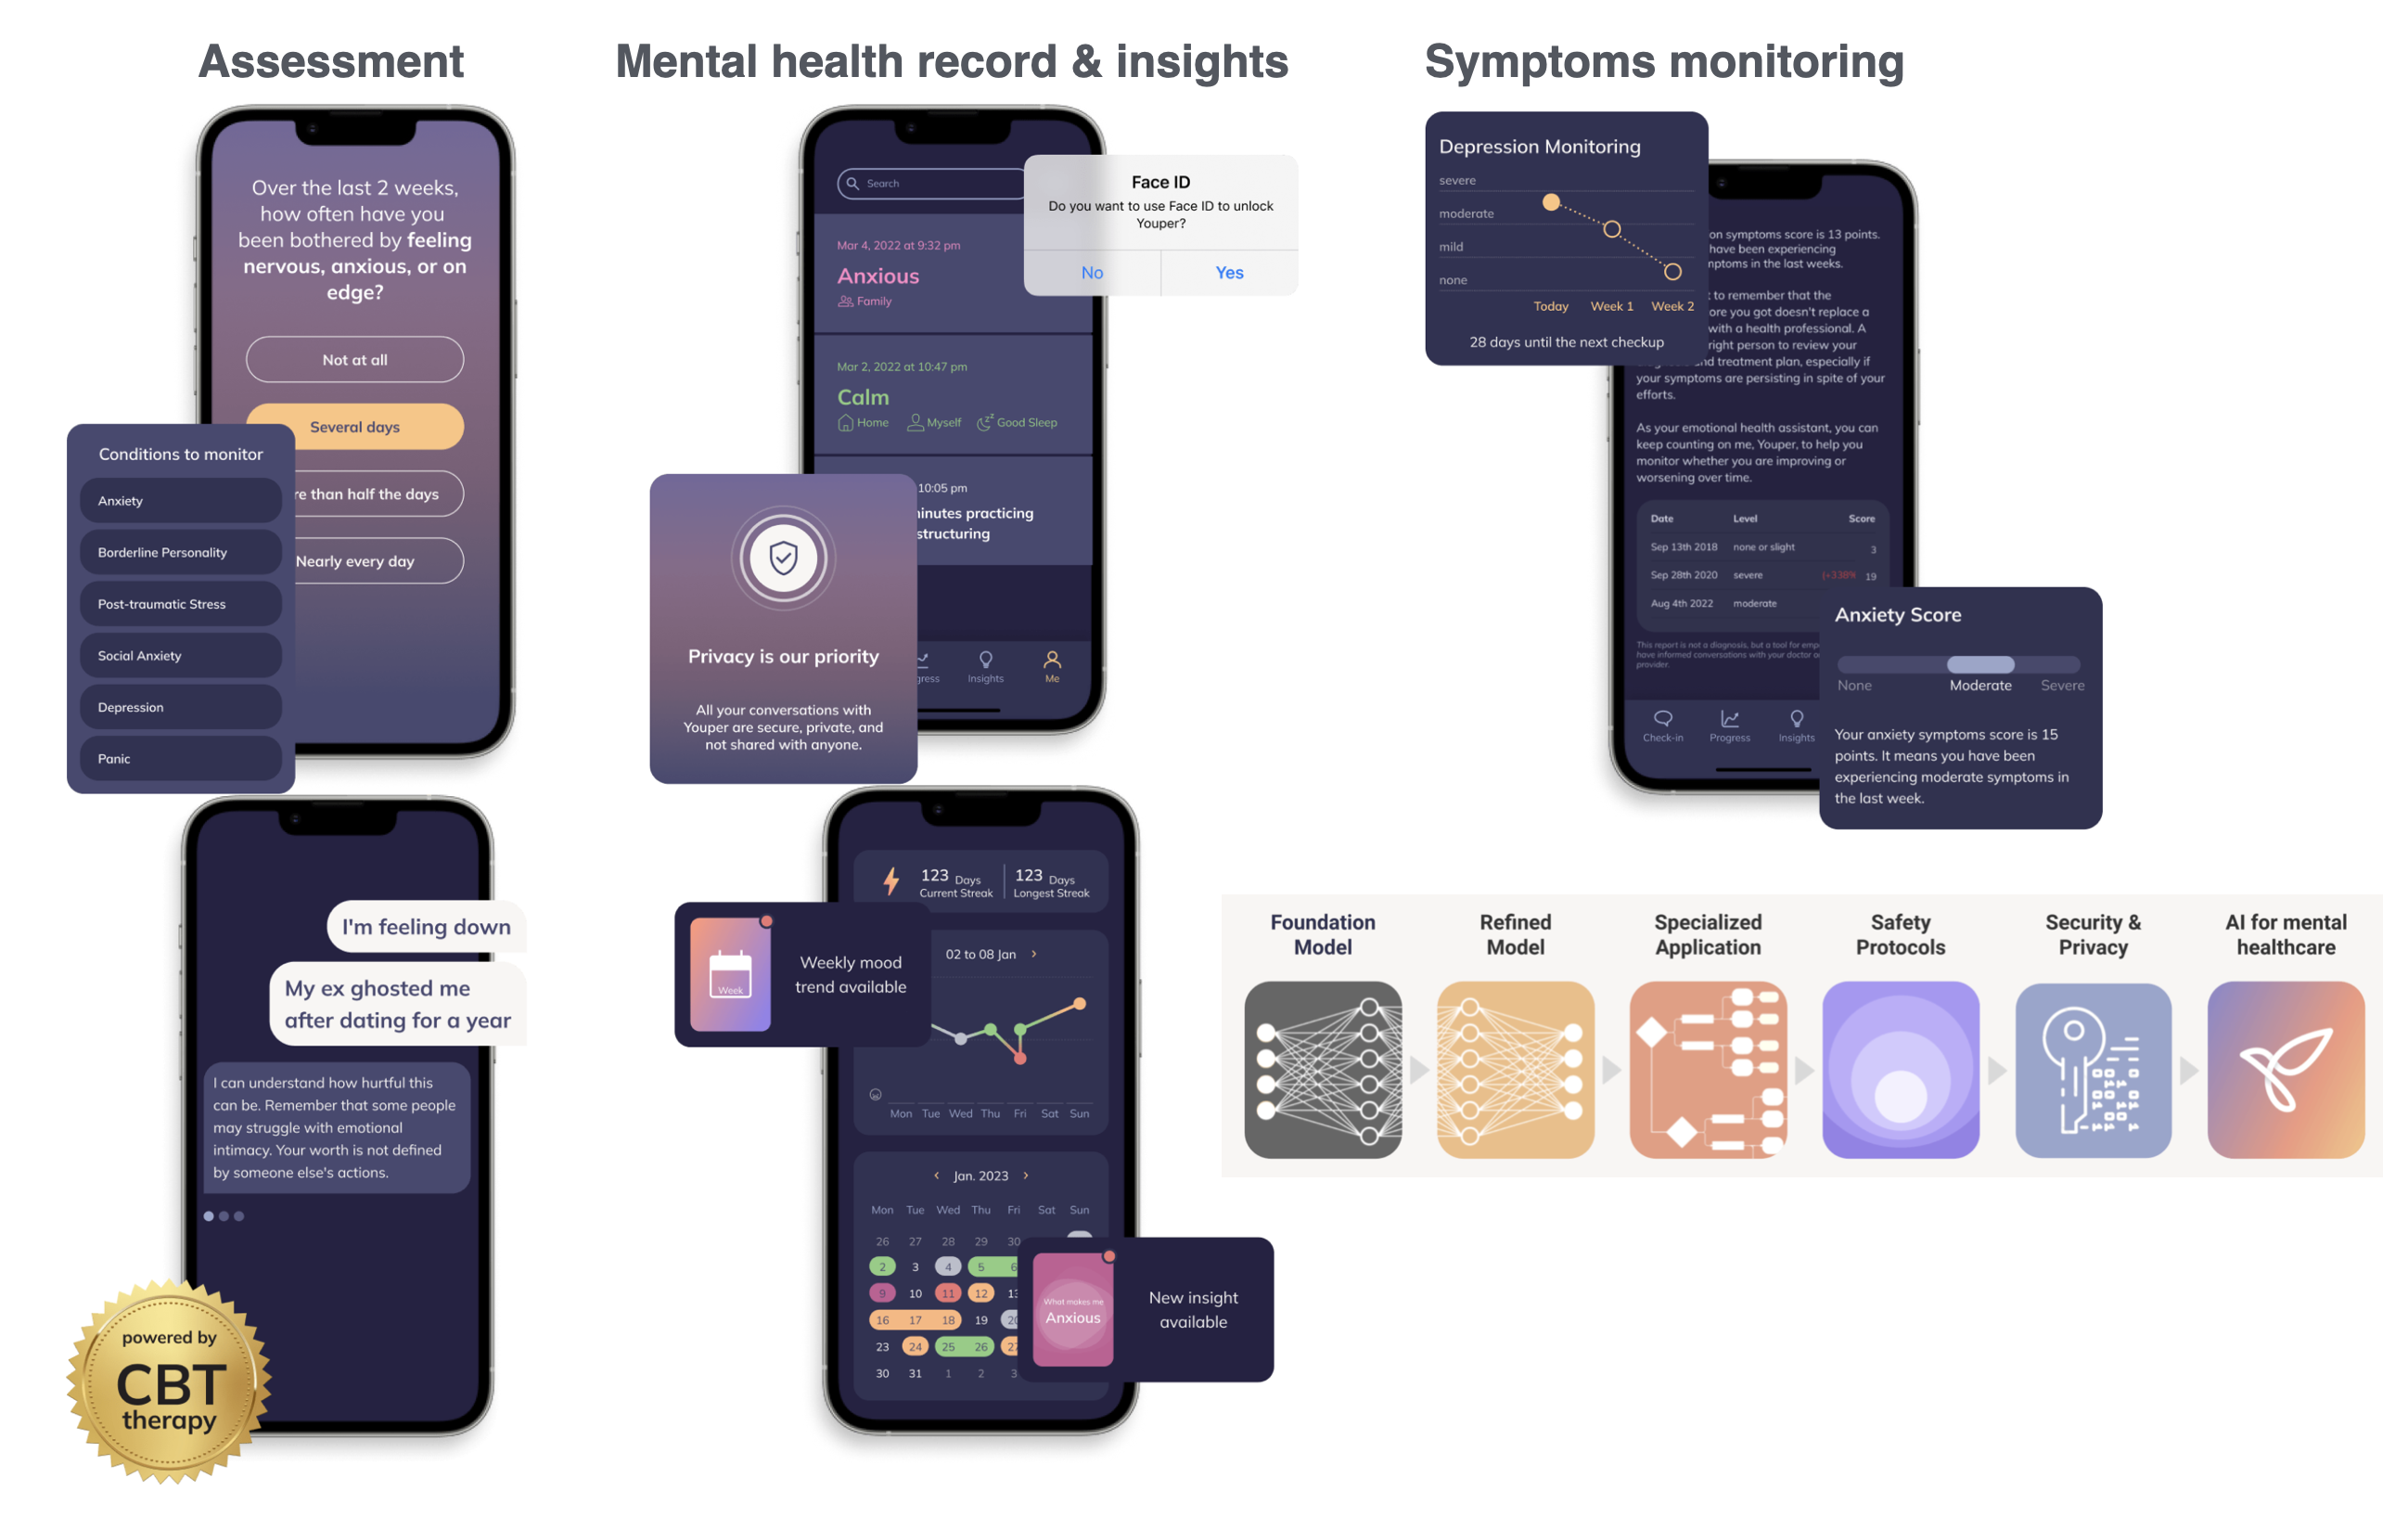 Assessment
Over the last 2 weeks,
how often have you
been bothered by feeling
nervous, anxious, or on
edge?
Not at all
Several days
re than half the days
Nearly every day
Conditions to monitor
Anxiety
Borderline Personality
Post-traumatic Stress
Social Anxiety
Depression
Panic
I'm feeling down
My ex ghosted me
after dating for a year
I can understand how hurtful this
can be. Remember that some people
may struggle with emotional
intimacy. Your worth is not defined
by someone else's actions.
powered by
CBT
therapy
Mental health record & insights
Search
Face ID
Do you want to use Face ID to unlock
Youper?
No Yes
Mar 4, 2022 at 9:32 pm
Anxious
Family
Mar 2, 2022 at 10:47 pm
Calm
Home Myself Good Sleep
10:05 pm
inutes practicing
structuring
gress Insights Me
Privacy is our priority
All your conversations with
Youper are secure, private, and
not shared with anyone.
123 Days 123 Days
Current Streak Longest Streak
Week
Weekly mood
trend available
02 to 08 Jan
Mon Tue Wed Thu Fri Sat Sun
Jan. 2023
Mon Tue Wed Thu Fri Sat Sun
26 27 28 29 30
2 3 4 5 6
9 10 11 12 13
16 17 18 19 20
23 24 25 26 27
30 31 1 2 3
What makes me
Anxious
New insight
available
Symptoms monitoring
Depression Monitoring
severe
moderate
mild
none
Today Week 1 Week 2
28 days until the next checkup
on symptoms score is 13 points.
have been experiencing
mptoms in the last weeks.
to remember that the
ore you got doesn't replace a
with a health professional. A
right person to review your
nd treatment plan, especially if
your symptoms are persisting in spite of your
efforts.
As your emotional health assistant, you can
keep counting on me, Youper, to help you
monitor whether you are improving or
worsening over time.
Date Level Score
Sep 13th 2018 none or slight 3
Sep 28th 2020 severe (+338% 19
Aug 4th 2022 moderate
This report is not a diagnosis, but a tool for emp
have informed conversations with your doctor o
provider.
Check-in Progress Insights
Anxiety Score
None Moderate Severe
Your anxiety symptoms score is 15
points. It means you have been
experiencing moderate symptoms in
the last week.
Foundation
Model
Refined
Model
Specialized
Application
Safety
Protocols
Security &
Privacy
AI for mental
healthcare